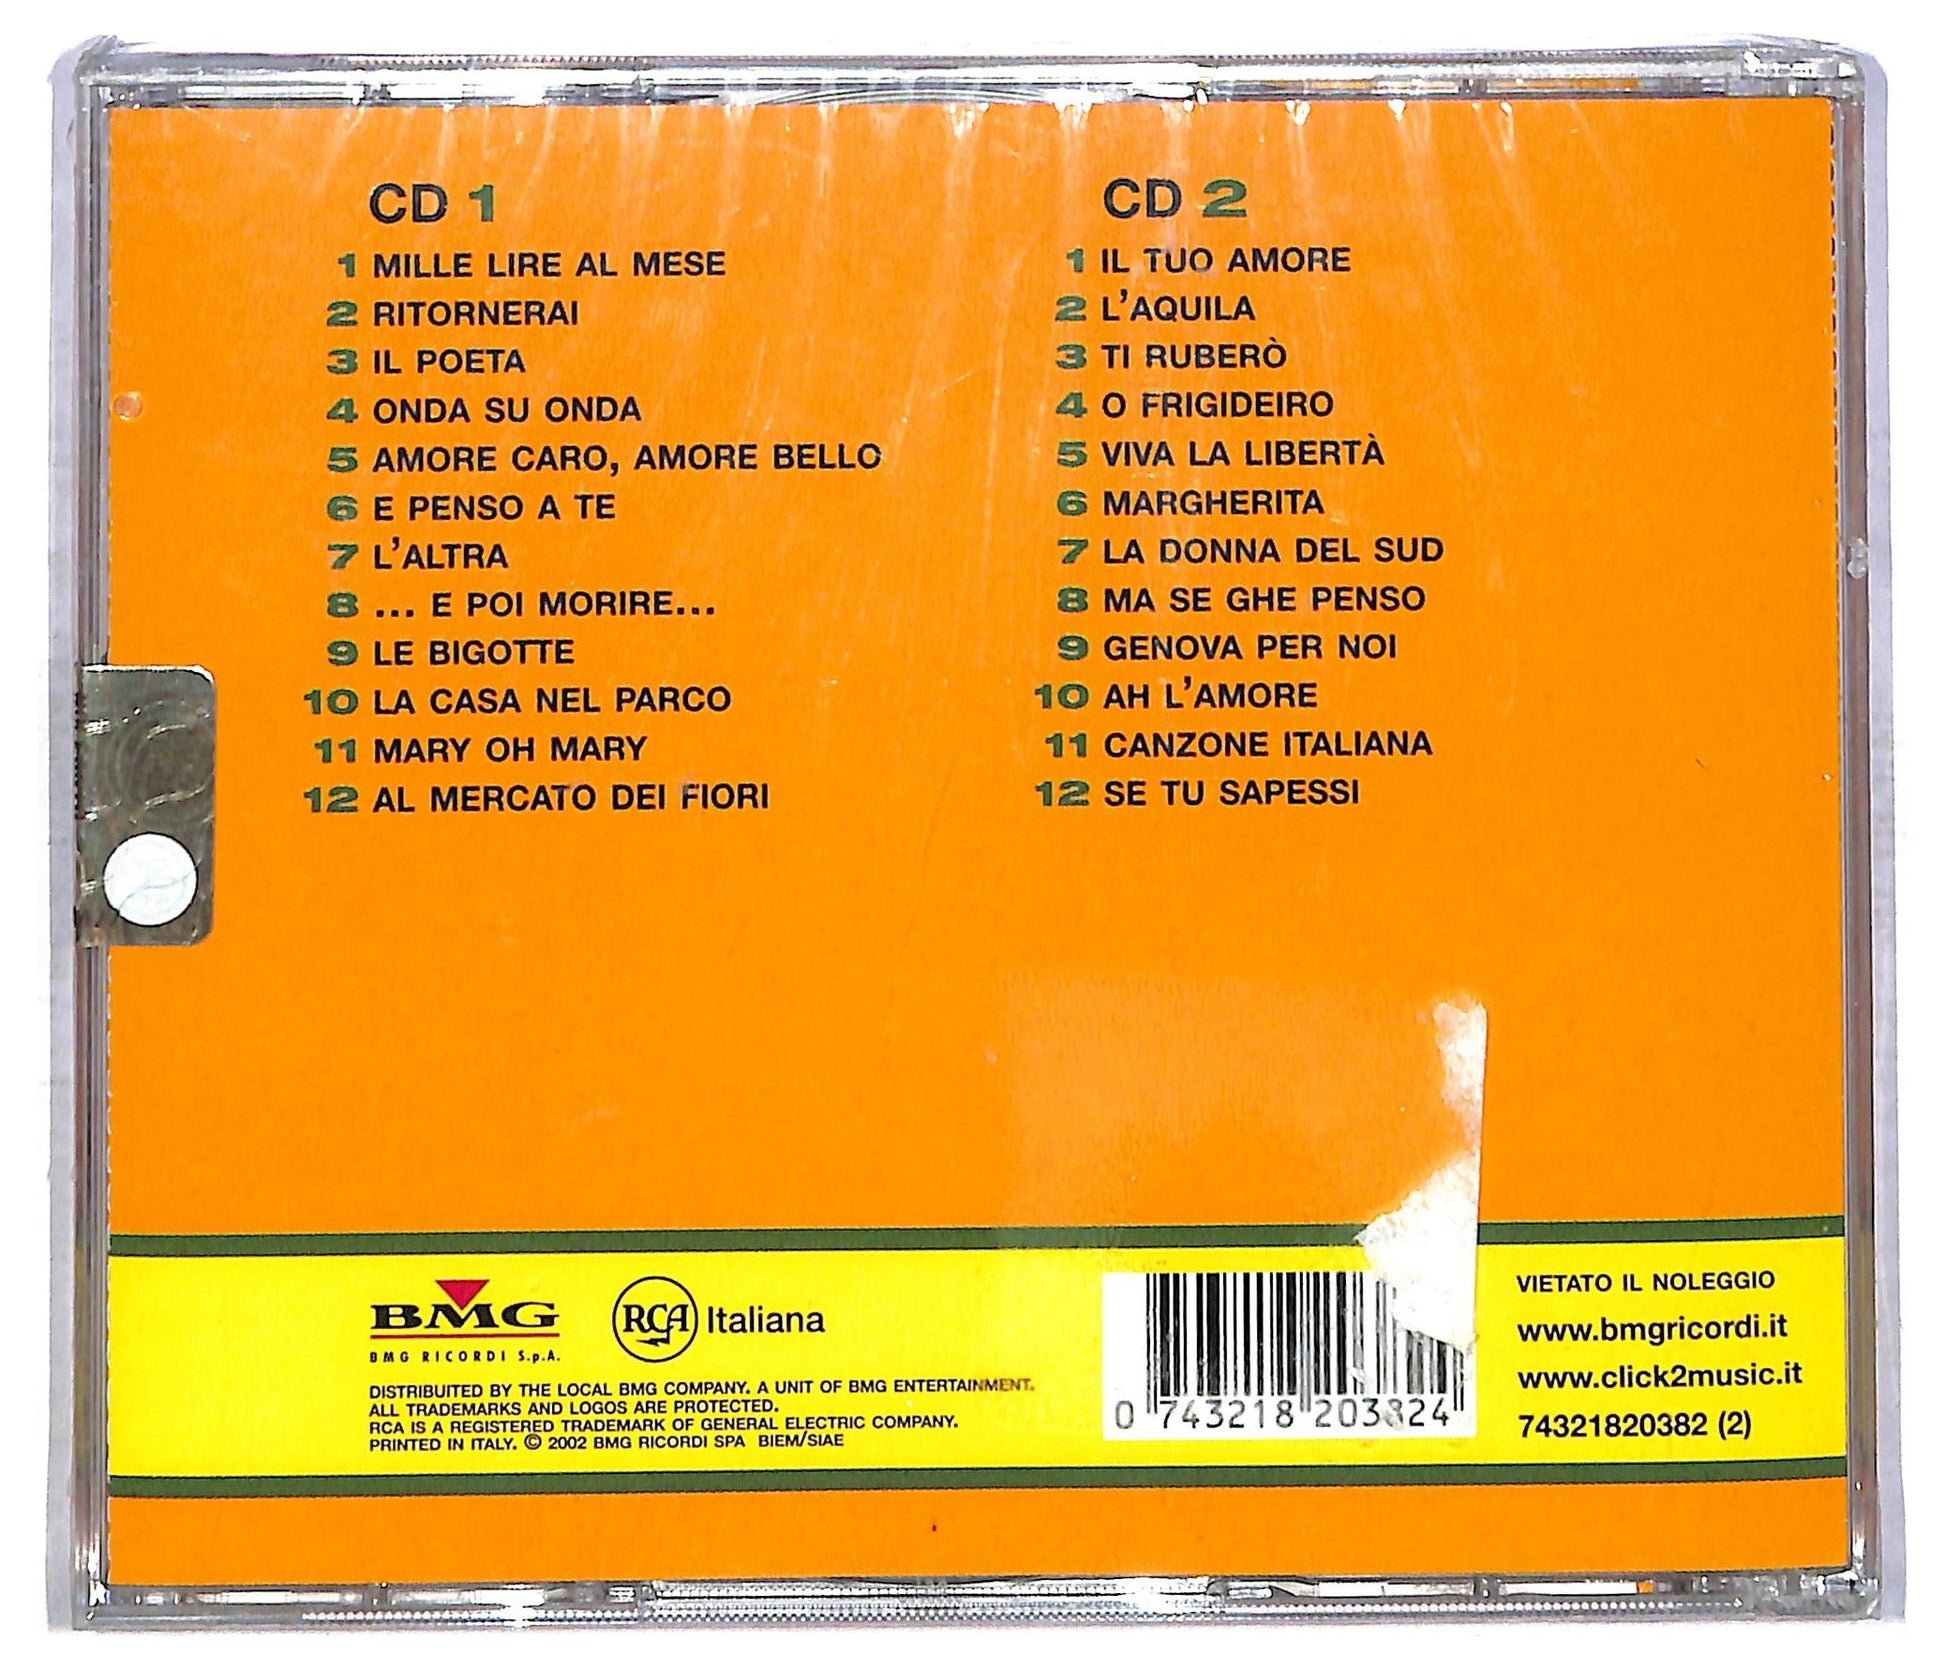 CD 1
1 MILLE LIRE AL MESE
2 RITORNERAI
3 IL POETA
4 ONDA SU ONDA
5 AMORE CARO, AMORE BELLO
6 E PENSO A TE
7 L'ALTRA
8 ... E POI MORIRE...
9 LE BIGOTTE
10 LA CASA NEL PARCO
11 MARY OH MARY
12 AL MERCATO DEI FIORI
CD 2
1 IL TUO AMORE
2 L'AQUILA
3 TI RUBERÒ
4 O FRIGIDEIRO
5 VIVA LA LIBERTÀ
6 MARGHERITA
7 LA DONNA DEL SUD
8 MA SE GHE PENSO
9 GENOVA PER NOI
10 AH L'AMORE
11 CANZONE ITALIANA
12 SE TU SAPESSI
BMG
BMG RICORDI S.p.A.
RCA Italiana
DISTRIBUITED BY THE LOCAL BMG COMPANY. A UNIT OF BMG ENTERTAINMENT.
ALL TRADEMARKS AND LOGOS ARE PROTECTED.
RCA IS A REGISTERED TRADEMARK OF GENERAL ELECTRIC COMPANY.
PRINTED IN ITALY. © 2002 BMG RICORDI SPA BIEM/SIAE
0 743218 203824
VIETATO IL NOLEGGIO
www.bmgricordi.it
www.click2music.it
74321820382 (2)